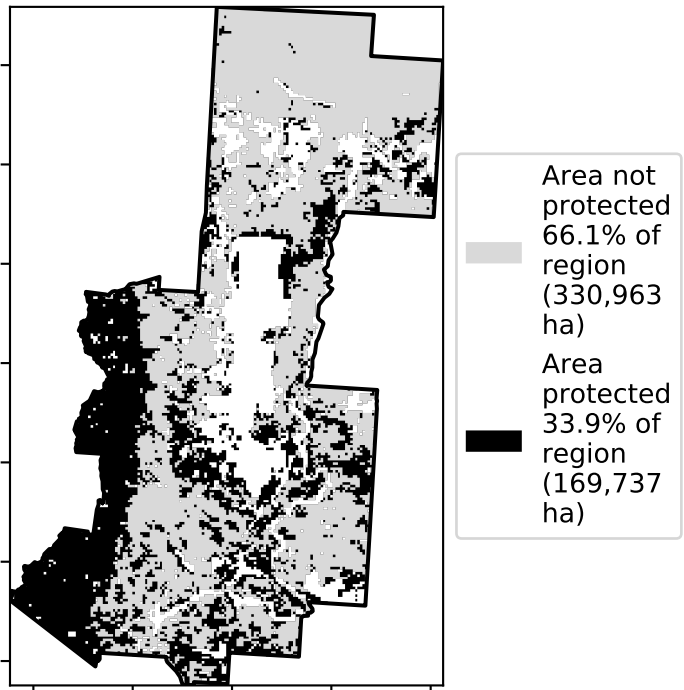 Area not
protected
66.1% of
region
(330,963
ha)
Area
protected
33.9% of
region
(169,737
ha)